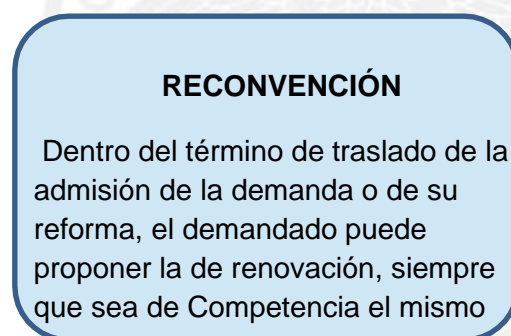 RECONVENCIÓN
Dentro del término de traslado de la
admisión de la demanda o de su
reforma, el demandado puede
proponer la de renovación, siempre
que sea de Competencia el mismo